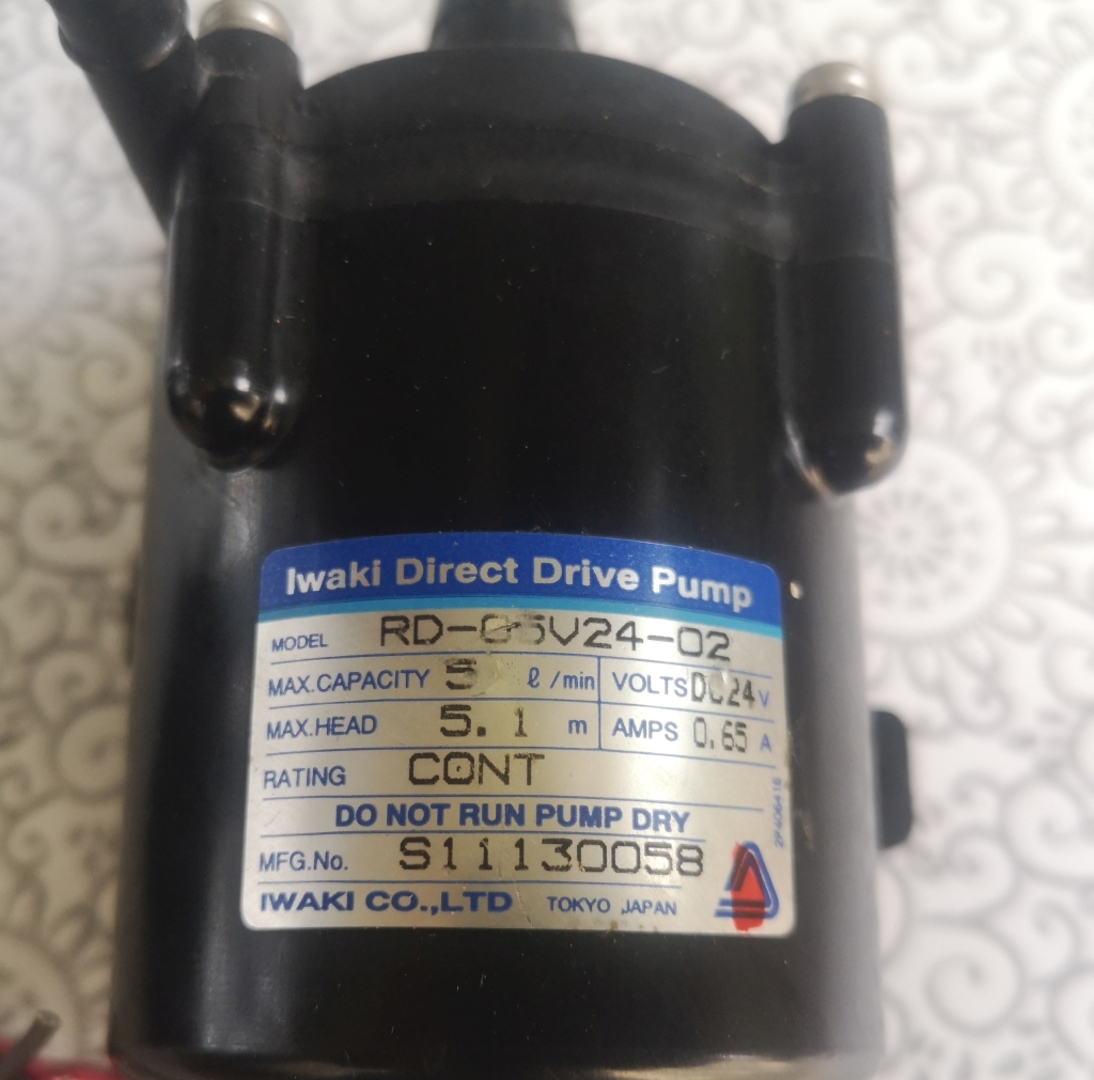 Iwaki Direct Drive Pump
MODEL RD-05V24-02
MAX.CAPACITY 5 ℓ/min VOLTS DC24 V
MAX.HEAD 5.1 m AMPS 0.65 A
RATING CONT
DO NOT RUN PUMP DRY
MFG.No. S11130058
IWAKI CO.,LTD TOKYO JAPAN
2P406416